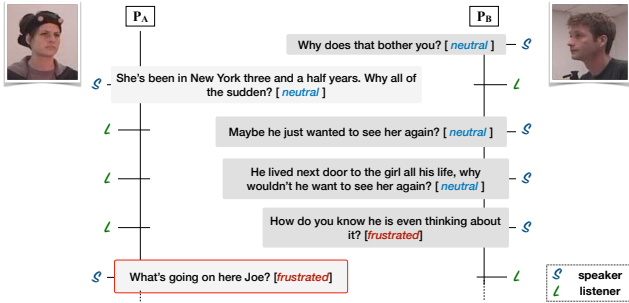 P_A P_B
Why does that bother you? [ neutral ] S
S She's been in New York three and a half years. Why all of L
the sudden? [ neutral ]
L Maybe he just wanted to see her again? [ neutral ] S
He lived next door to the girl all his life, why
L wouldn't he want to see her again? [ neutral ] S
How do you know he is even thinking about
L it? [frustrated] S
S What's going on here Joe? [frustrated] L
S speaker
L listener